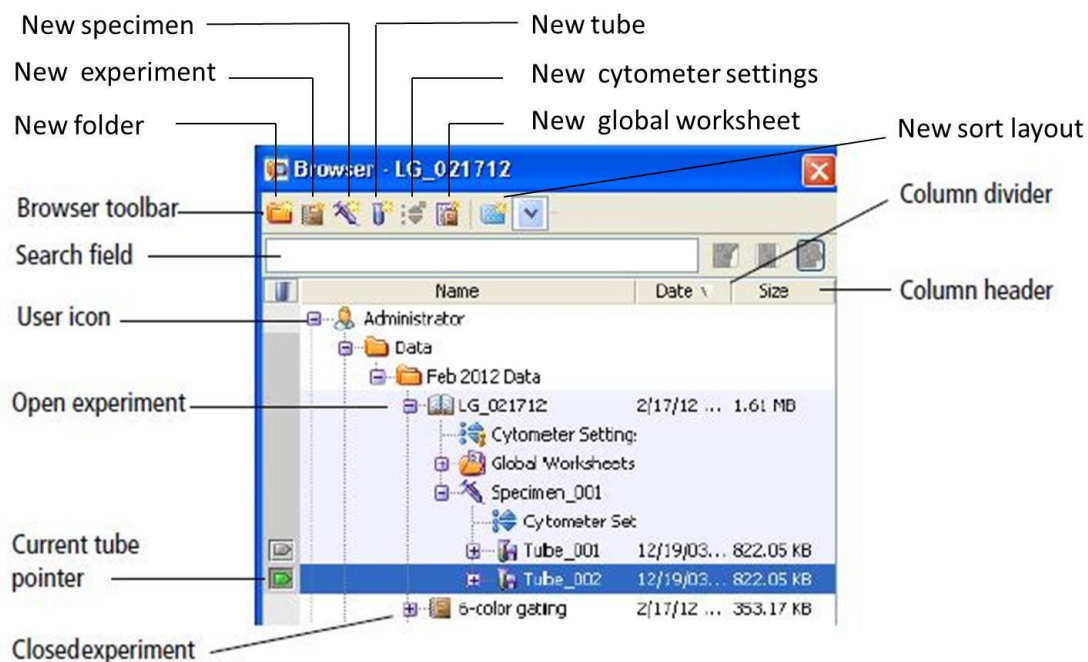 New specimen
New tube
New experiment
New cytometer settings
New folder
New global worksheet
New sort layout
Browser - LG_021712
Browser toolbar
Column divider
Search field
Name Date Size
Column header
User icon
Administrator
Data
Feb 2012 Data
Open experiment
LG_021712 2/17/12 ... 1.61 MB
Cytometer Setting
Global Worksheets
Specimen_001
Cytometer Set
Current tube
pointer
Tube_001 12/19/03... 822.05 KB
Tube_002 12/19/03... 822.05 KB
6-color gating 2/17/12 ... 353.17 KB
Closed experiment